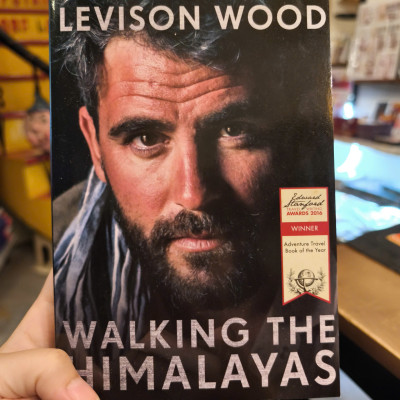 LEVISON WOOD
Edward
Stanford
AWARDS 2016
WINNER
Adventure Travel
Book of the Year
WALKING THE
HIMALAYAS